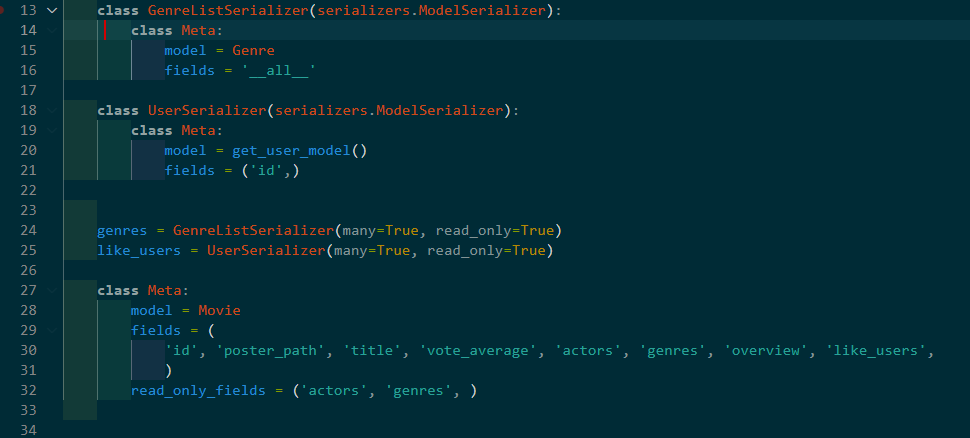 13 class GenreListSerializer(serializers.ModelSerializer):
14 class Meta:
15 model = Genre
16 fields = '__all__'
17
18 class UserSerializer(serializers.ModelSerializer):
19 class Meta:
20 model = get_user_model()
21 fields = ('id',)
22
23
24 genres = GenreListSerializer(many=True, read_only=True)
25 like_users = UserSerializer(many=True, read_only=True)
26
27 class Meta:
28 model = Movie
29 fields = (
30 'id', 'poster_path', 'title', 'vote_average', 'actors', 'genres', 'overview', 'like_users',
31 )
32 read_only_fields = ('actors', 'genres', )
33
34